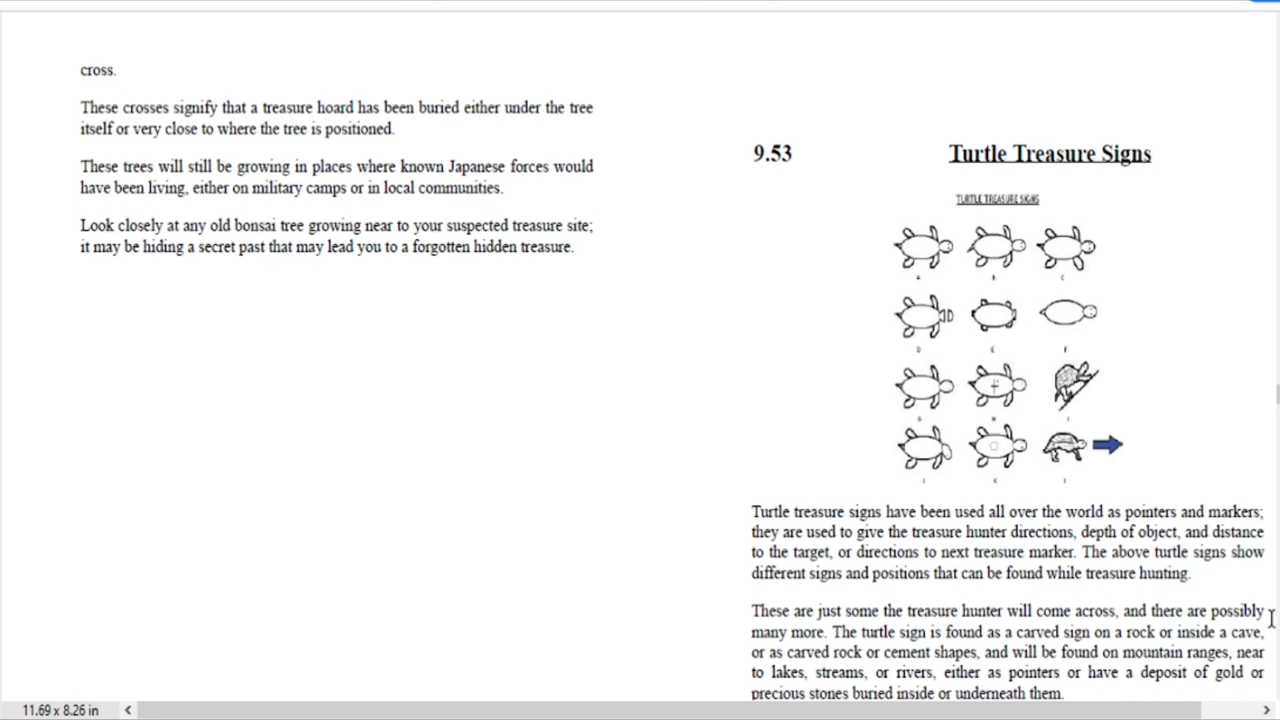 cross.
These crosses signify that a treasure hoard has been buried either under the tree
itself or very close to where the tree is positioned.
These trees will still be growing in places where known Japanese forces would
have been living, either on military camps or in local communities.
Look closely at any old bonsai tree growing near to your suspected treasure site;
it may be hiding a secret past that may lead you to a forgotten hidden treasure.
9.53 Turtle Treasure Signs
TURTLE TREASURE SIGNS
A B C
D E F
H
J K
Turtle treasure signs have been used all over the world as pointers and markers;
they are used to give the treasure hunter directions, depth of object, and distance
to the target, or directions to next treasure marker. The above turtle signs show
different signs and positions that can be found while treasure hunting.
These are just some the treasure hunter will come across, and there are possibly
many more. The turtle sign is found as a carved sign on a rock or inside a cave,
or as carved rock or cement shapes, and will be found on mountain ranges, near
to lakes, streams, or rivers, either as pointers or have a deposit of gold or
precious stones buried inside or underneath them.
11.69 x 8.26 in